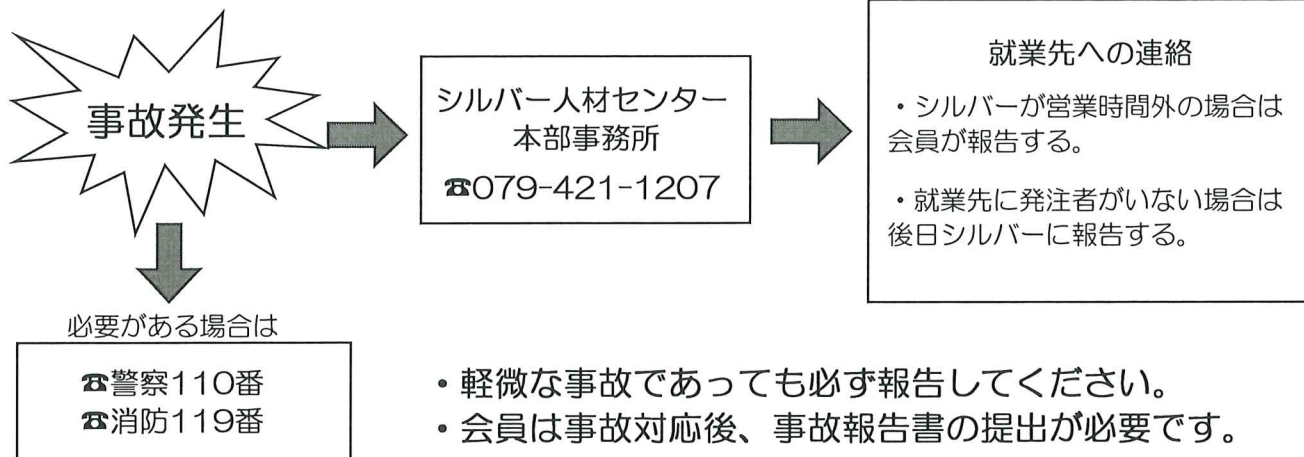 事故発生
シルバー人材センター
本部事務所
☎079-421-1207
就業先への連絡
・シルバーが営業時間外の場合は
会員が報告する。
・就業先に発注者がいない場合は
後日シルバーに報告する。
必要がある場合は
☎警察110番
☎消防119番
・軽微な事故であっても必ず報告してください。
・会員は事故対応後、事故報告書の提出が必要です。